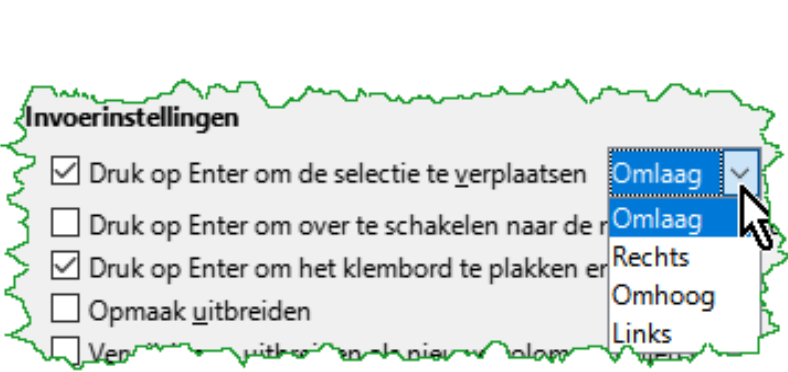 Invoerinstellingen
Druk op Enter om de selectie te verplaatsen Omlaag
Druk op Enter om over te schakelen naar de
Omlaag
Druk op Enter om het klembord te plakken
Rechts
Opmaak uitbreiden
Omhoog
Links